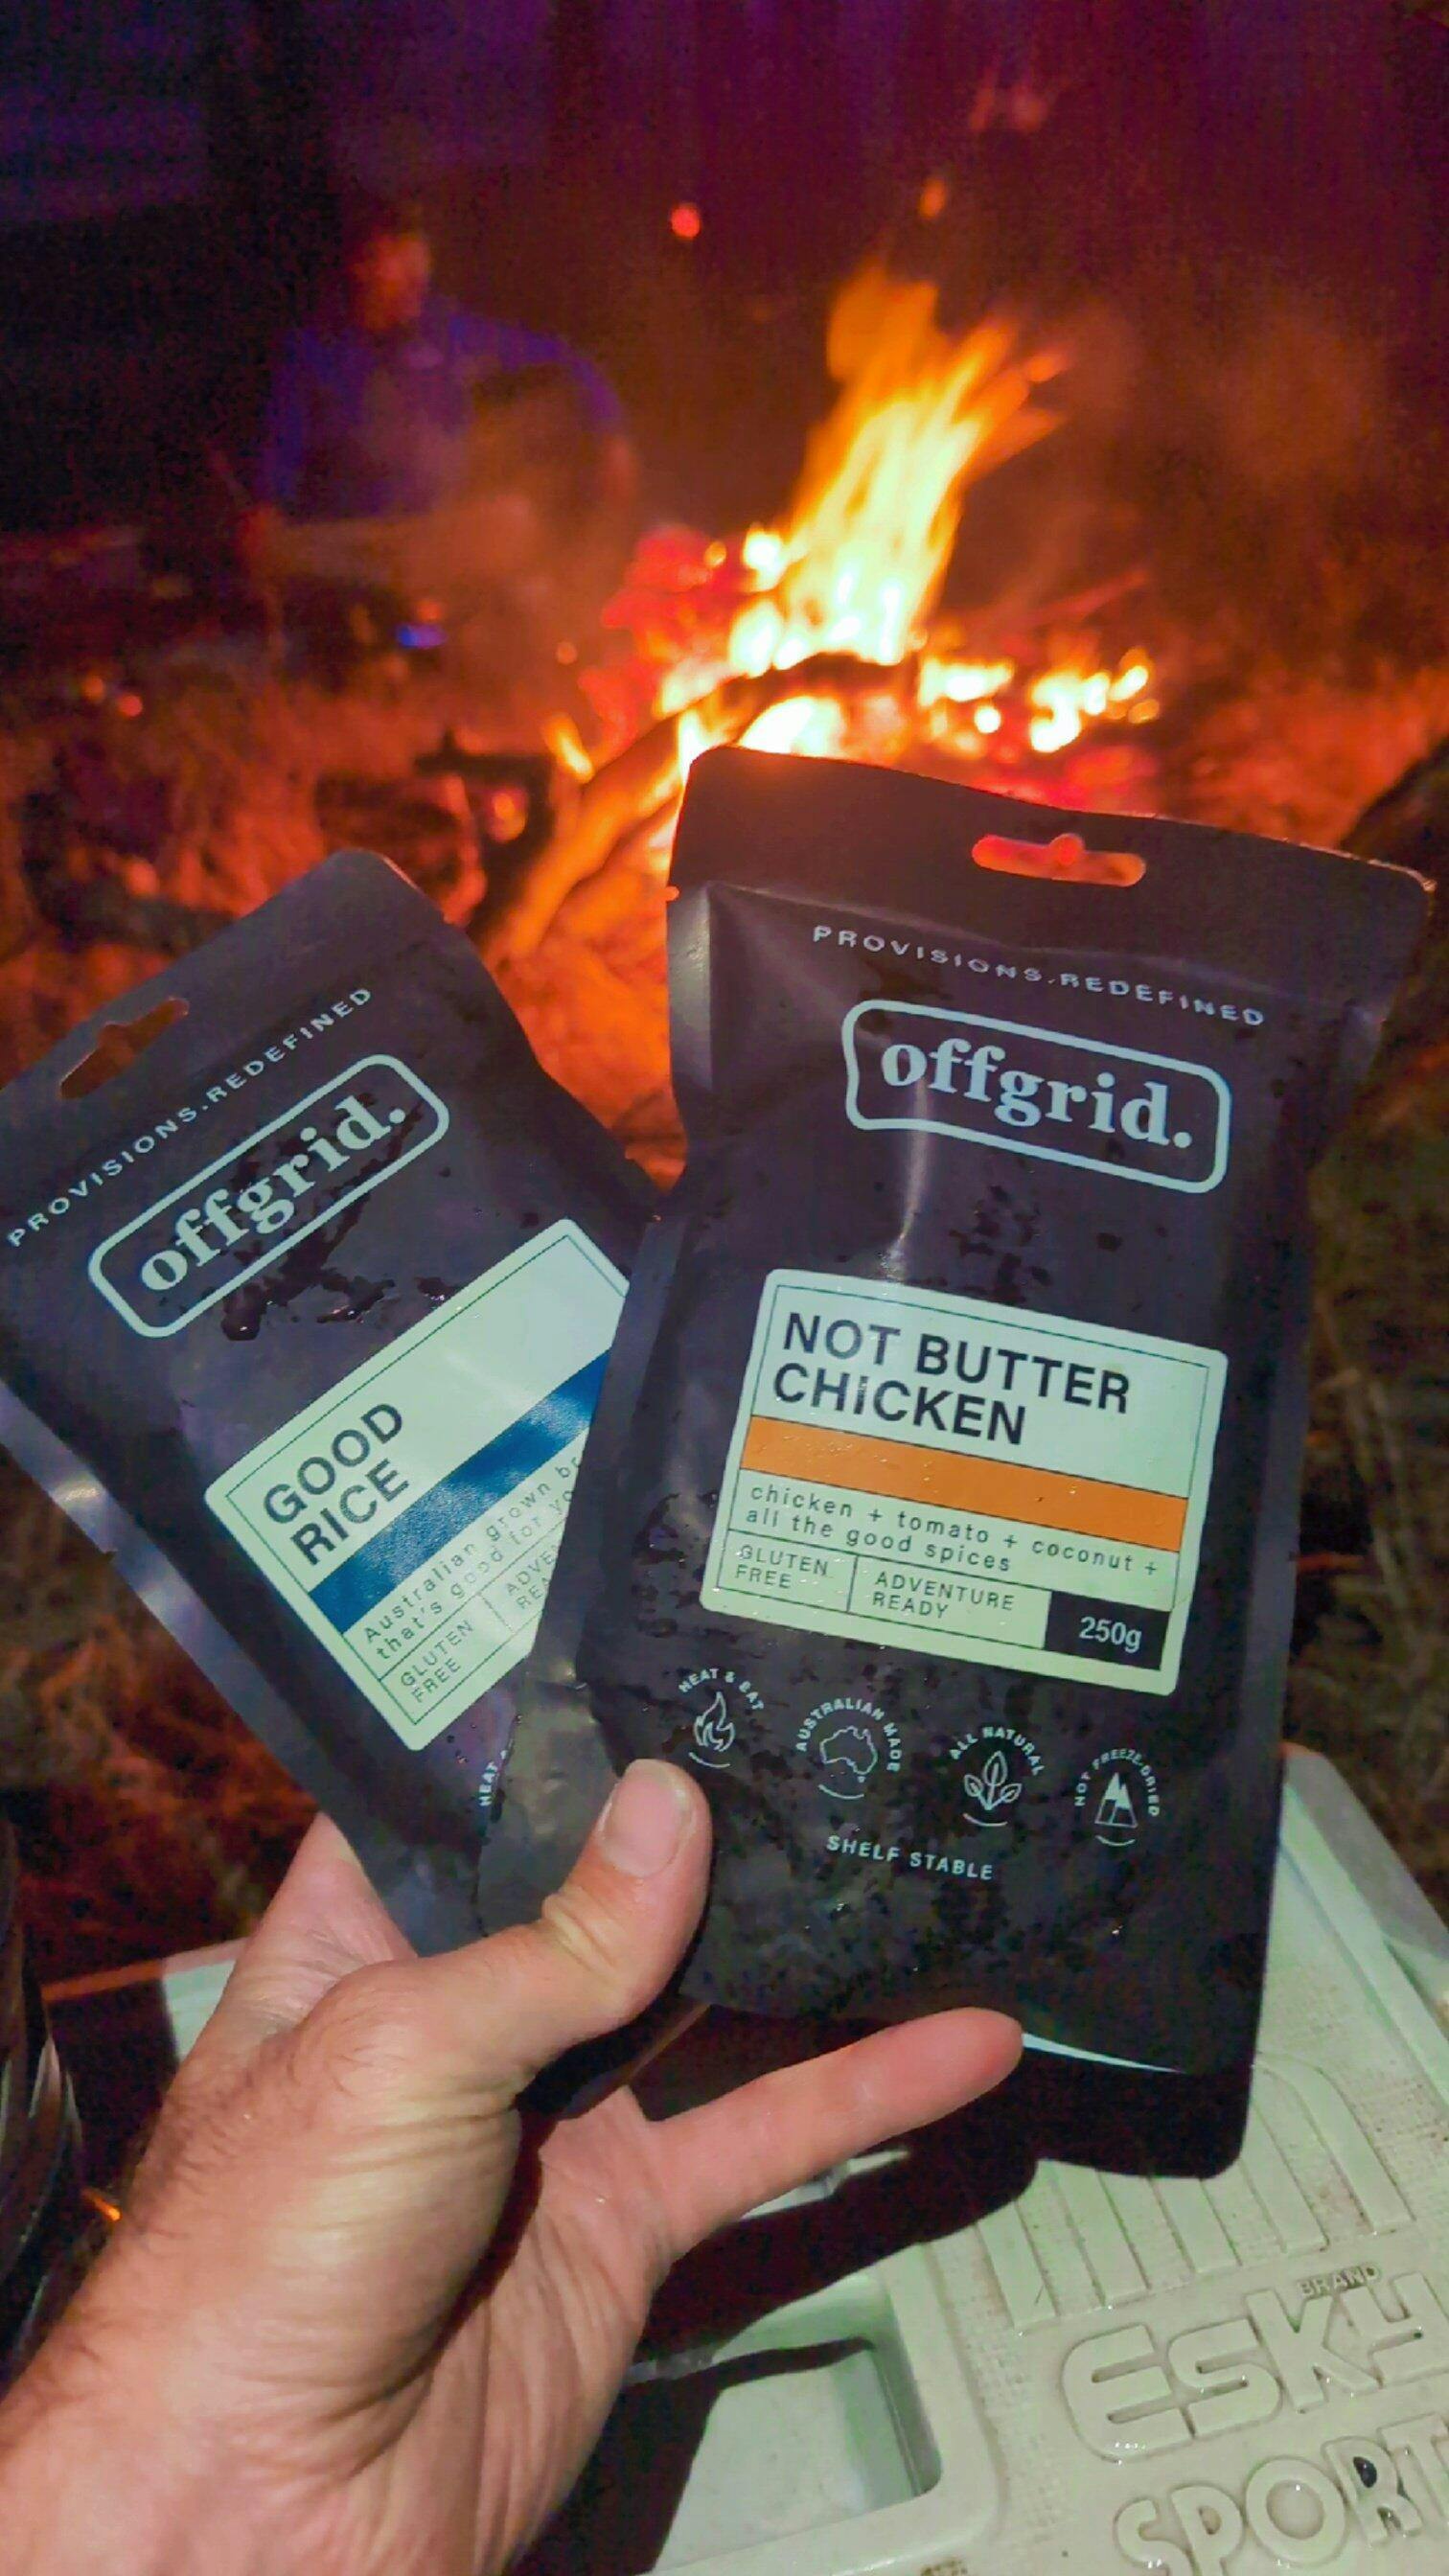 PROVISIONS.REDEFINED
offgrid.
GOOD
RICE
Australian grown
that's good for
GLUTEN
FREE
HEAT
PROVISIONS.REDEFINED
offgrid.
NOT BUTTER
CHICKEN
chicken + tomato + coconut +
all the good spices
GLUTEN
FREE
ADVENTURE
READY
250g
HEAT & EAT
AUSTRALIAN MADE
ALL NATURAL
NOT FREEZE-DRIED
SHELF STABLE
BRAND
ESKY
SPORT